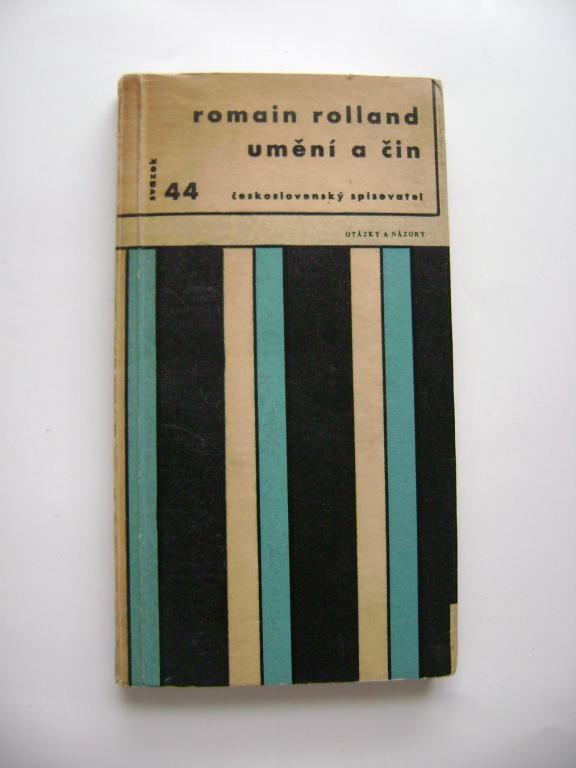 romain rolland
umění a čin
svazek
44 československý spisovatel
OTÁZKY A NÁZORY